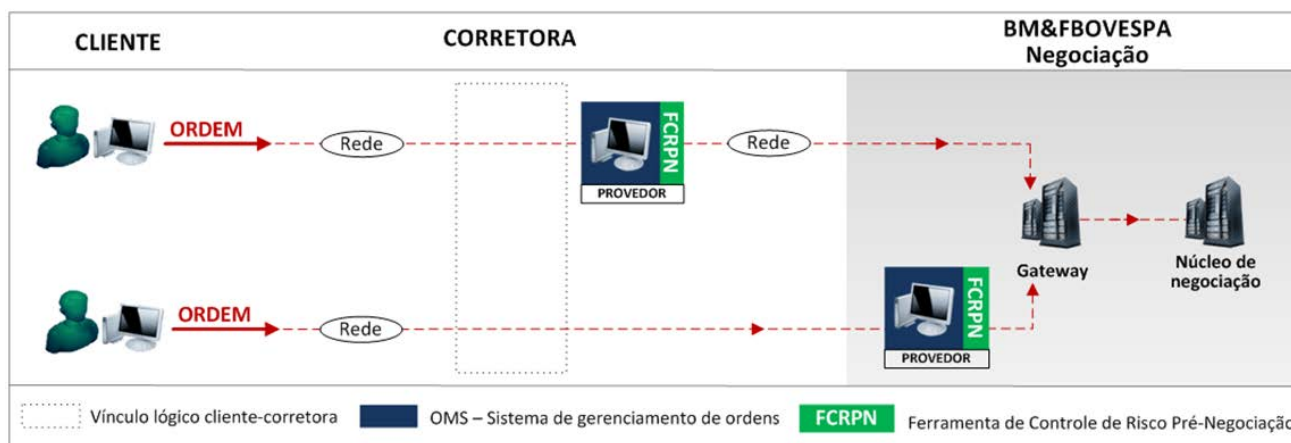 CLIENTE
CORRETORA
BM&FBOVESPA
Negociação
ORDEM
Rede
FCRPN
PROVEDOR
Rede
Gateway
Núcleo de
negociação
ORDEM
Rede
FCRPN
PROVEDOR
Vínculo lógico cliente-corretora
OMS – Sistema de gerenciamento de ordens
FCRPN
Ferramenta de Controle de Risco Pré-Negociação